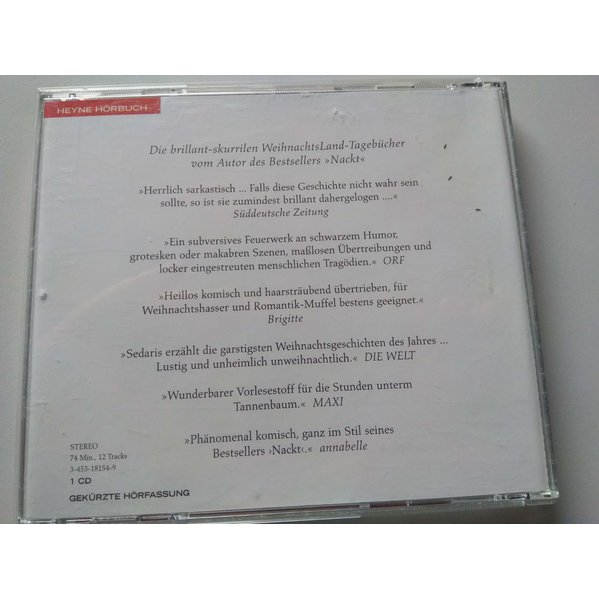 HEYNE HÖRBUCH
Die brillant-skurrilen WeihnachtsLand-Tagebücher
vom Autor des Bestsellers »Nackt«
»Herrlich sarkastisch ... Falls diese Geschichte nicht wahr sein
sollte, so ist sie zumindest brillant dahergelogen ....«
Süddeutsche Zeitung
»Ein subversives Feuerwerk an schwarzem Humor,
grotesken oder makabren Szenen, maßlosen Übertreibungen und
locker eingestreuten menschlichen Tragödien.« ORF
»Heillos komisch und haarsträubend übertrieben, für
Weihnachtshasser und Romantik-Muffel bestens geeignet.«
Brigitte
»Sedaris erzählt die garstigsten Weihnachtsgeschichten des Jahres ...
Lustig und unheimlich unweihnachtlich.« DIE WELT
»Wunderbarer Vorlesestoff für die Stunden unterm
Tannenbaum.« MAXI
»Phänomenal komisch, ganz im Stil seines
Bestsellers ›Nackt‹.« annabelle
STEREO
74 Min., 12 Tracks
3-453-18154-9
1 CD
GEKÜRZTE HÖRFASSUNG